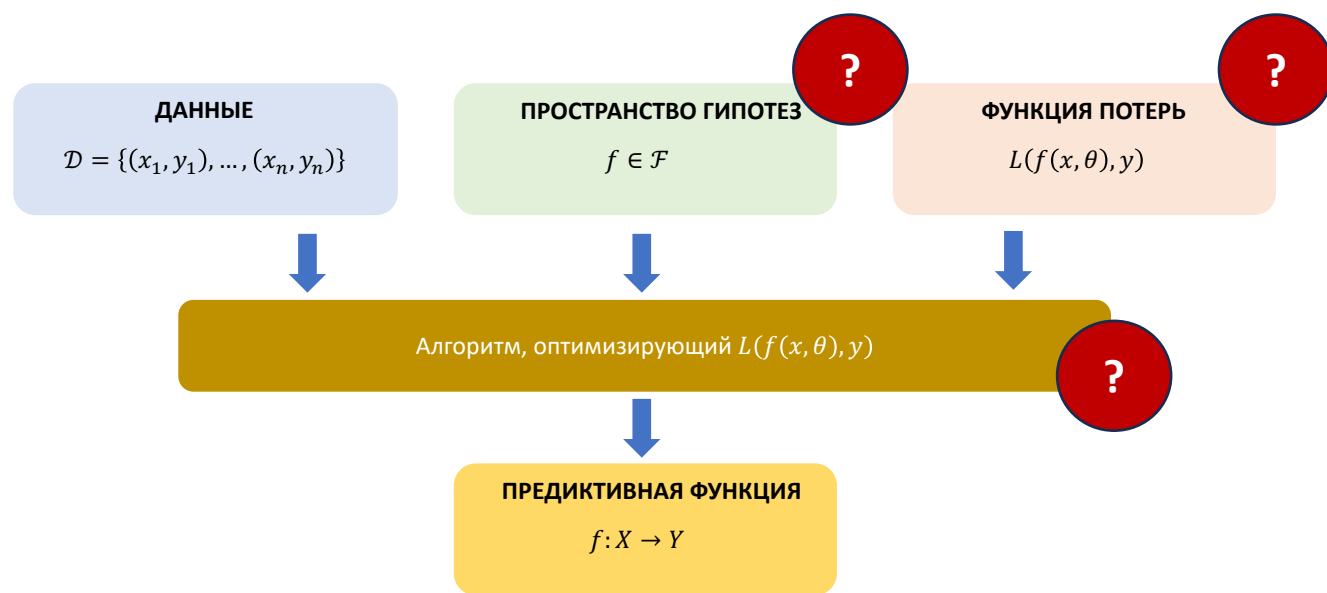 ?
?
ДАННЫЕ
𝒟 = {(x₁, y₁), … , (xₙ, yₙ)}
ПРОСТРАНСТВО ГИПОТЕЗ
f ∈ ℱ
ФУНКЦИЯ ПОТЕРЬ
L(f(x, θ), y)
Алгоритм, оптимизирующий L(f(x, θ), y)
?
ПРЕДИКТИВНАЯ ФУНКЦИЯ
f: X → Y